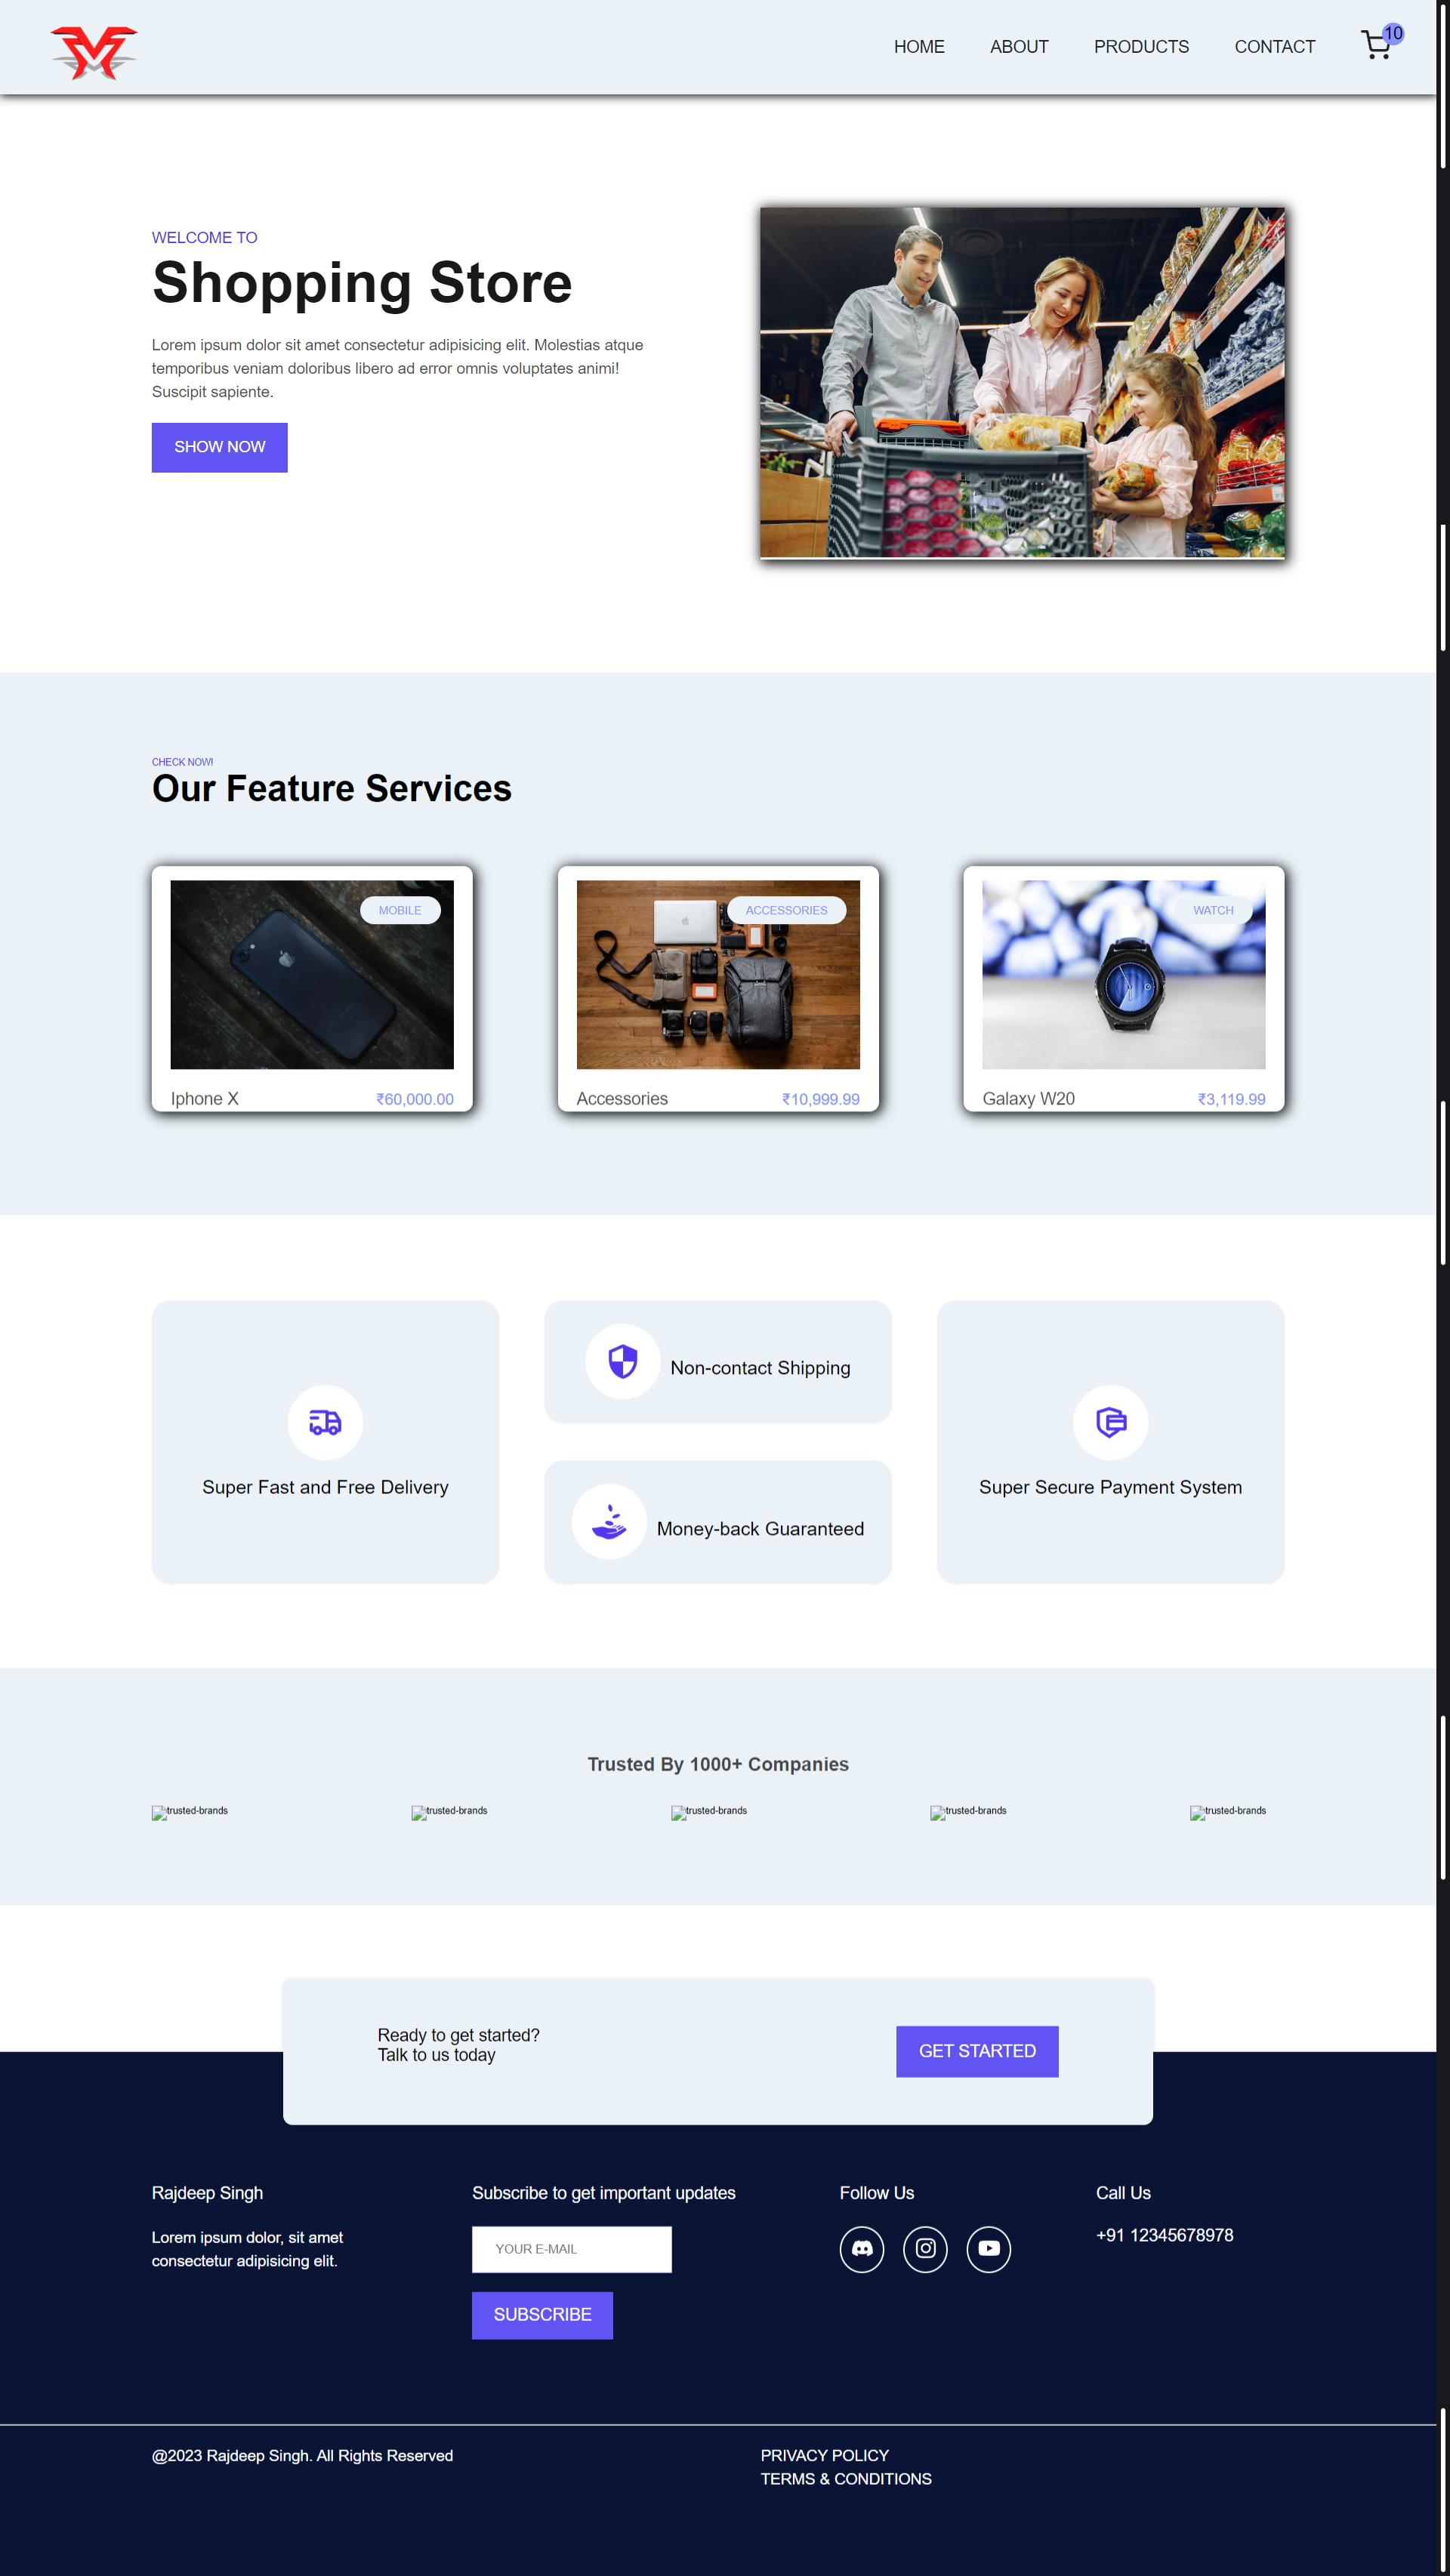 HOME
ABOUT
PRODUCTS
CONTACT
10
WELCOME TO
Shopping Store
Lorem ipsum dolor sit amet consectetur adipisicing elit. Molestias atque
temporibus veniam doloribus libero ad error omnis voluptates animi!
Suscipit sapiente.
SHOW NOW
CHECK NOW!
Our Feature Services
MOBILE
Iphone X
₹60,000.00
ACCESSORIES
Accessories
₹10,999.99
WATCH
Galaxy W20
₹3,119.99
Super Fast and Free Delivery
Non-contact Shipping
Money-back Guaranteed
Super Secure Payment System
Trusted By 1000+ Companies
trusted-brands
trusted-brands
trusted-brands
trusted-brands
trusted-brands
Ready to get started?
Talk to us today
GET STARTED
Rajdeep Singh
Lorem ipsum dolor, sit amet
consectetur adipisicing elit.
Subscribe to get important updates
YOUR E-MAIL
SUBSCRIBE
Follow Us
Call Us
+91 12345678978
@2023 Rajdeep Singh. All Rights Reserved
PRIVACY POLICY
TERMS & CONDITIONS